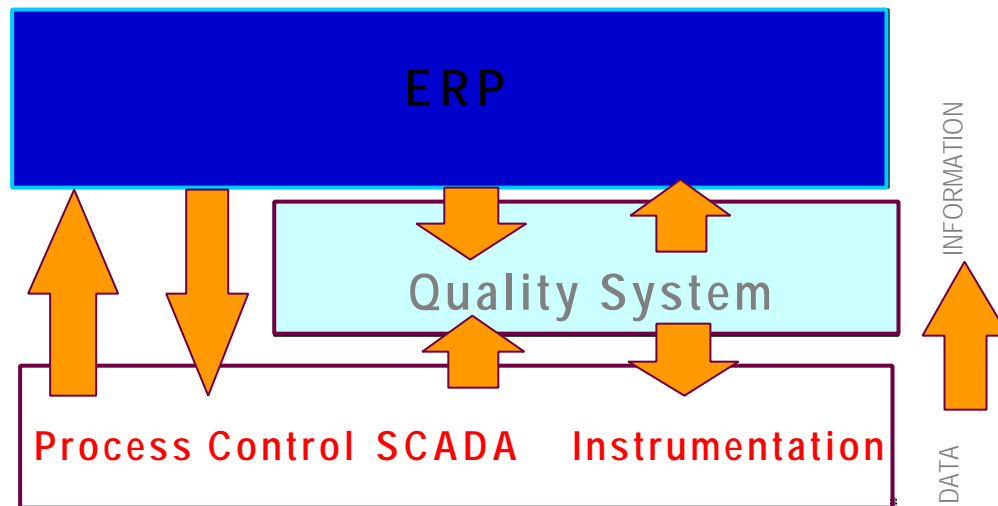 ERP
INFORMATION
Quality System
Process Control SCADA Instrumentation
DATA